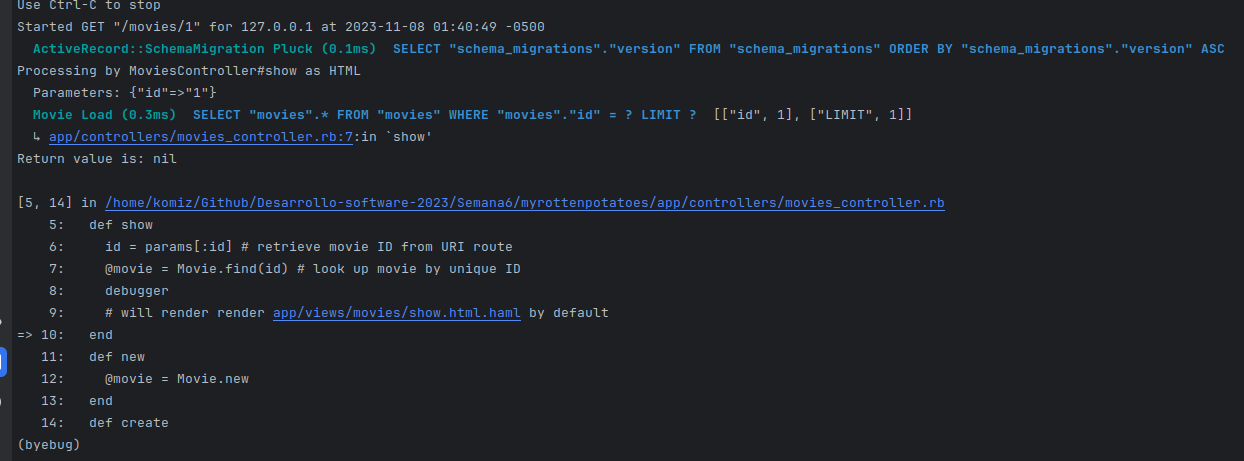 Use Ctrl-C to stop
Started GET "/movies/1" for 127.0.0.1 at 2023-11-08 01:40:49 -0500
  ActiveRecord::SchemaMigration Pluck (0.1ms)  SELECT "schema_migrations"."version" FROM "schema_migrations" ORDER BY "schema_migrations"."version" ASC
Processing by MoviesController#show as HTML
  Parameters: {"id"=>"1"}
  Movie Load (0.3ms)  SELECT "movies".* FROM "movies" WHERE "movies"."id" = ? LIMIT ?  [["id", 1], ["LIMIT", 1]]
  ↳ app/controllers/movies_controller.rb:7:in `show'
Return value is: nil

[5, 14] in /home/komiz/Github/Desarrollo-software-2023/Semana6/myrottenpotatoes/app/controllers/movies_controller.rb
    5:   def show
    6:     id = params[:id] # retrieve movie ID from URI route
    7:     @movie = Movie.find(id) # look up movie by unique ID
    8:     debugger
    9:     # will render render app/views/movies/show.html.haml by default
=> 10:   end
   11:   def new
   12:     @movie = Movie.new
   13:   end
   14:   def create
(byebug)